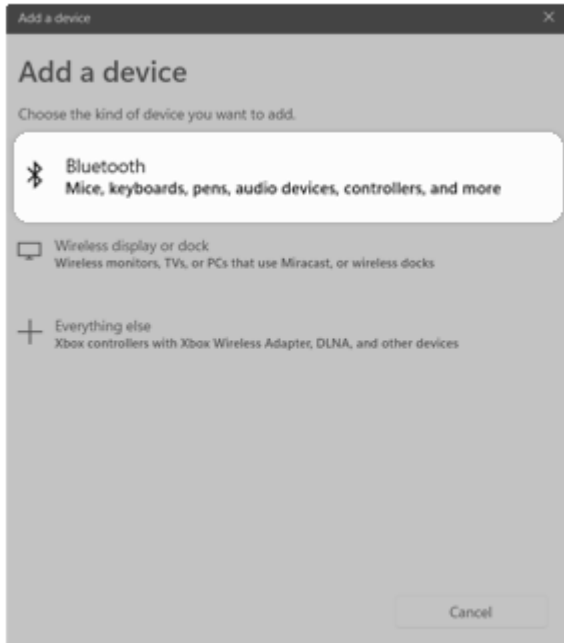 Add a device
Add a device
Choose the kind of device you want to add.
Bluetooth
Mice, keyboards, pens, audio devices, controllers, and more
Wireless display or dock
Wireless monitors, TVs, or PCs that use Miracast, or wireless docks
Everything else
Xbox controllers with Xbox Wireless Adapter, DLNA, and other devices
Cancel